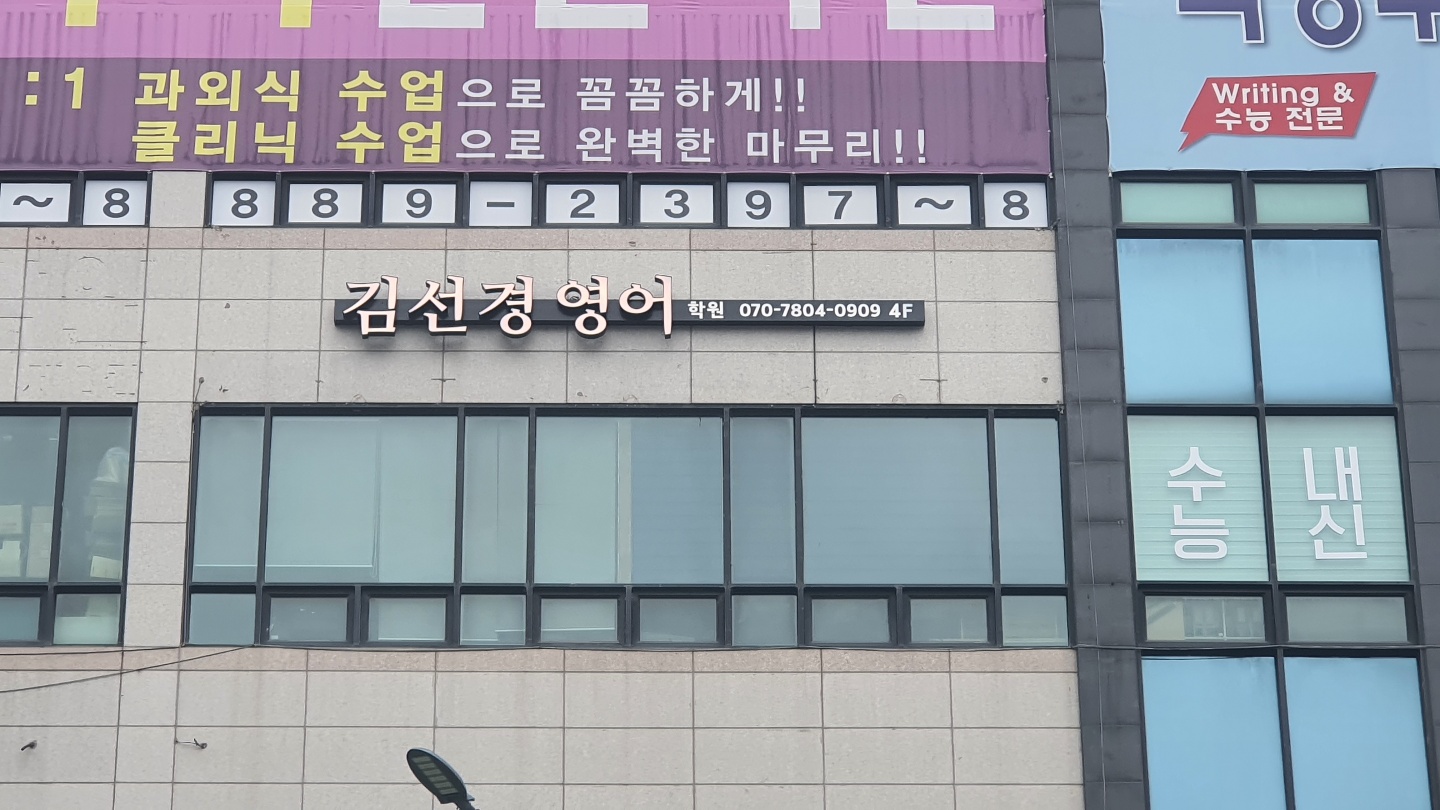 :1 과외식 수업으로 꼼꼼하게!!
클리닉 수업으로 완벽한 마무리!!
~8 889-2397~8
김선경 영어 학원 070-7804-0909 4F
Writing &
수능 전문
수능 내신